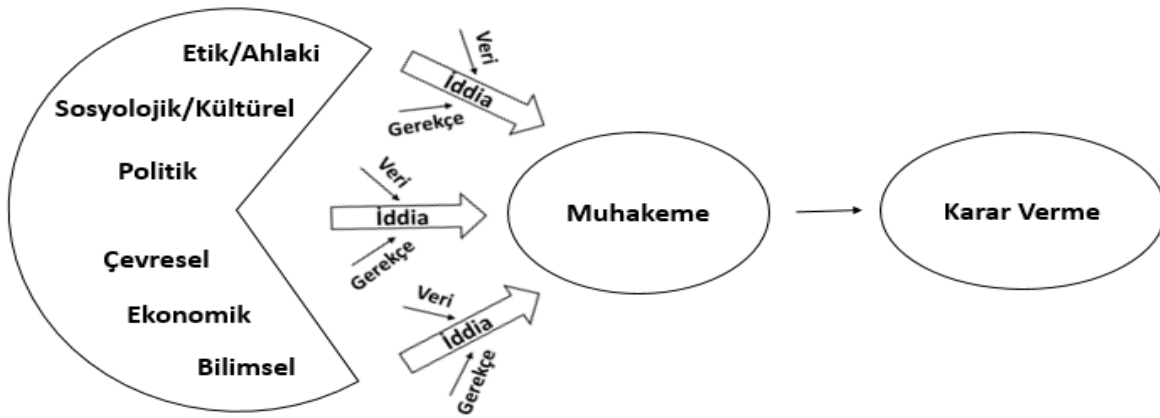 Etik/Ahlaki
Sosyolojik/Kültürel
Politik
Çevresel
Ekonomik
Bilimsel
Veri
İddia
Gerekçe
Veri
İddia
Gerekçe
Veri
İddia
Gerekçe
Muhakeme
Karar Verme